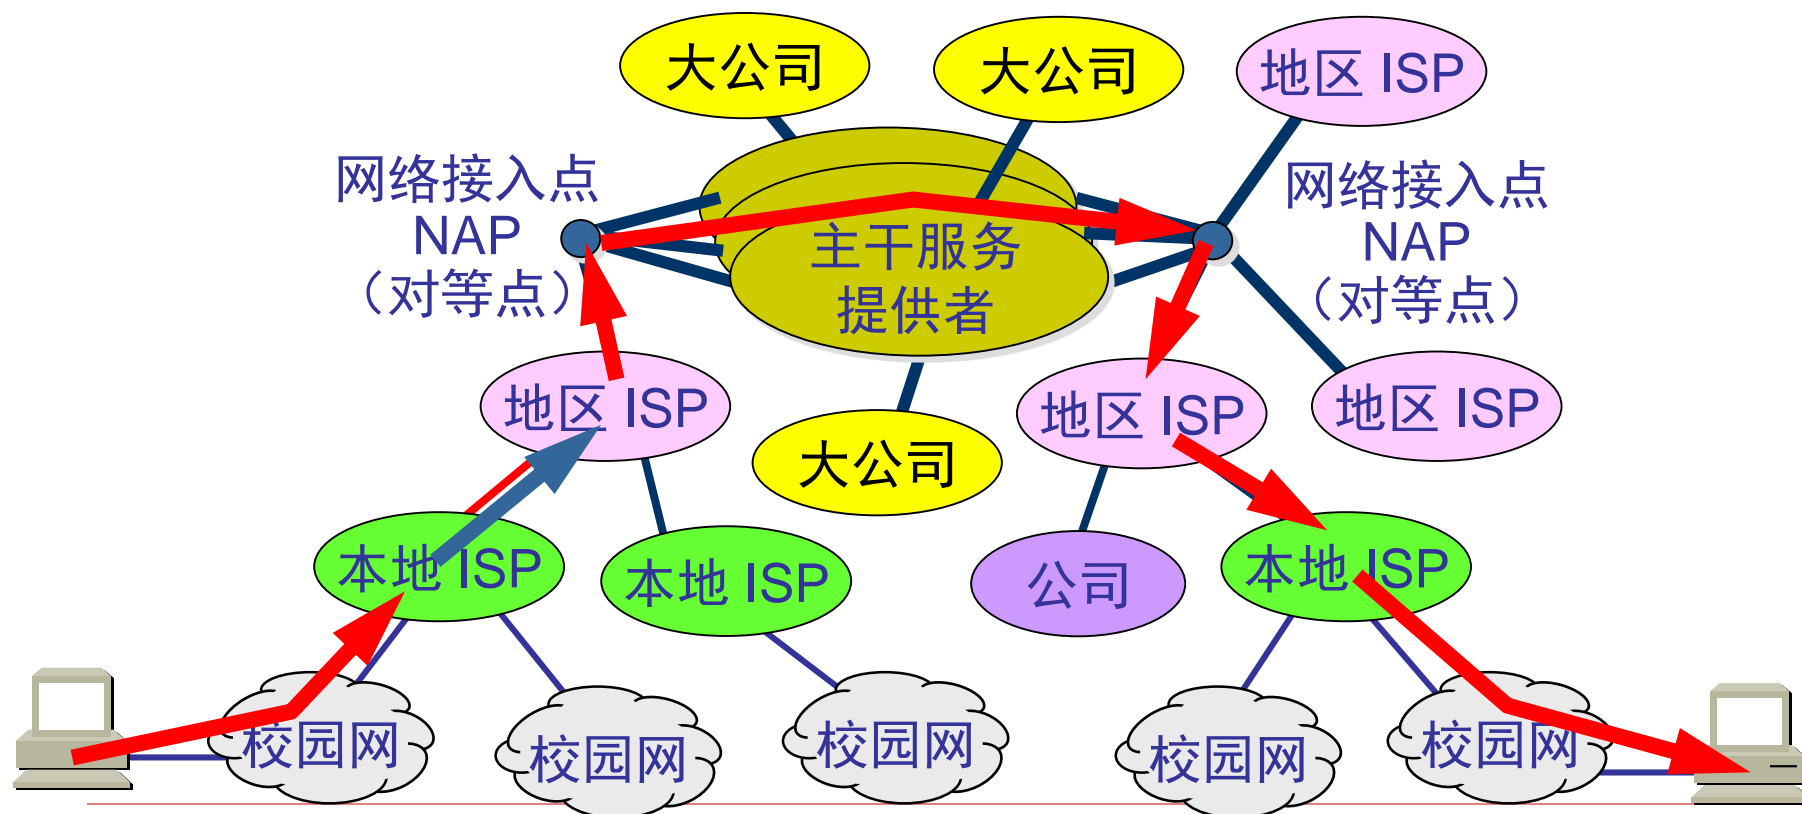 大公司
大公司
地区 ISP
网络接入点
NAP
（对等点）
网络接入点
NAP
（对等点）
主干服务
提供者
地区 ISP
大公司
地区 ISP
地区 ISP
本地 ISP
本地 ISP
公司
本地 ISP
校园网
校园网
校园网
校园网
校园网